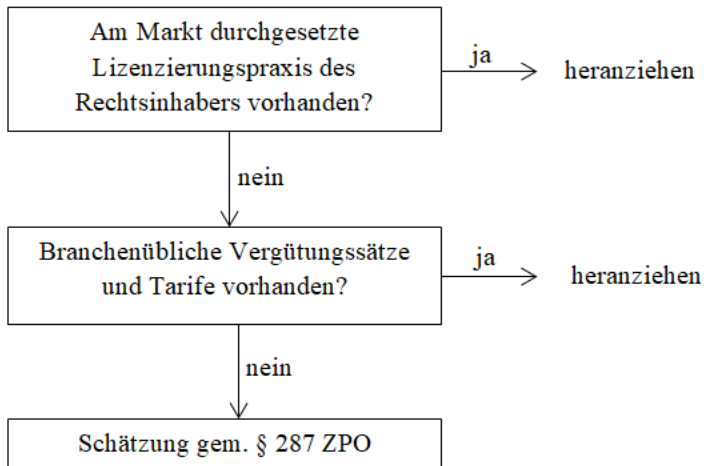 Am Markt durchgesetzte
Lizenzierungspraxis des
Rechtsinhabers vorhanden?
ja
heranziehen
nein
Branchenübliche Vergütungssätze
und Tarife vorhanden?
ja
heranziehen
nein
Schätzung gem. § 287 ZPO